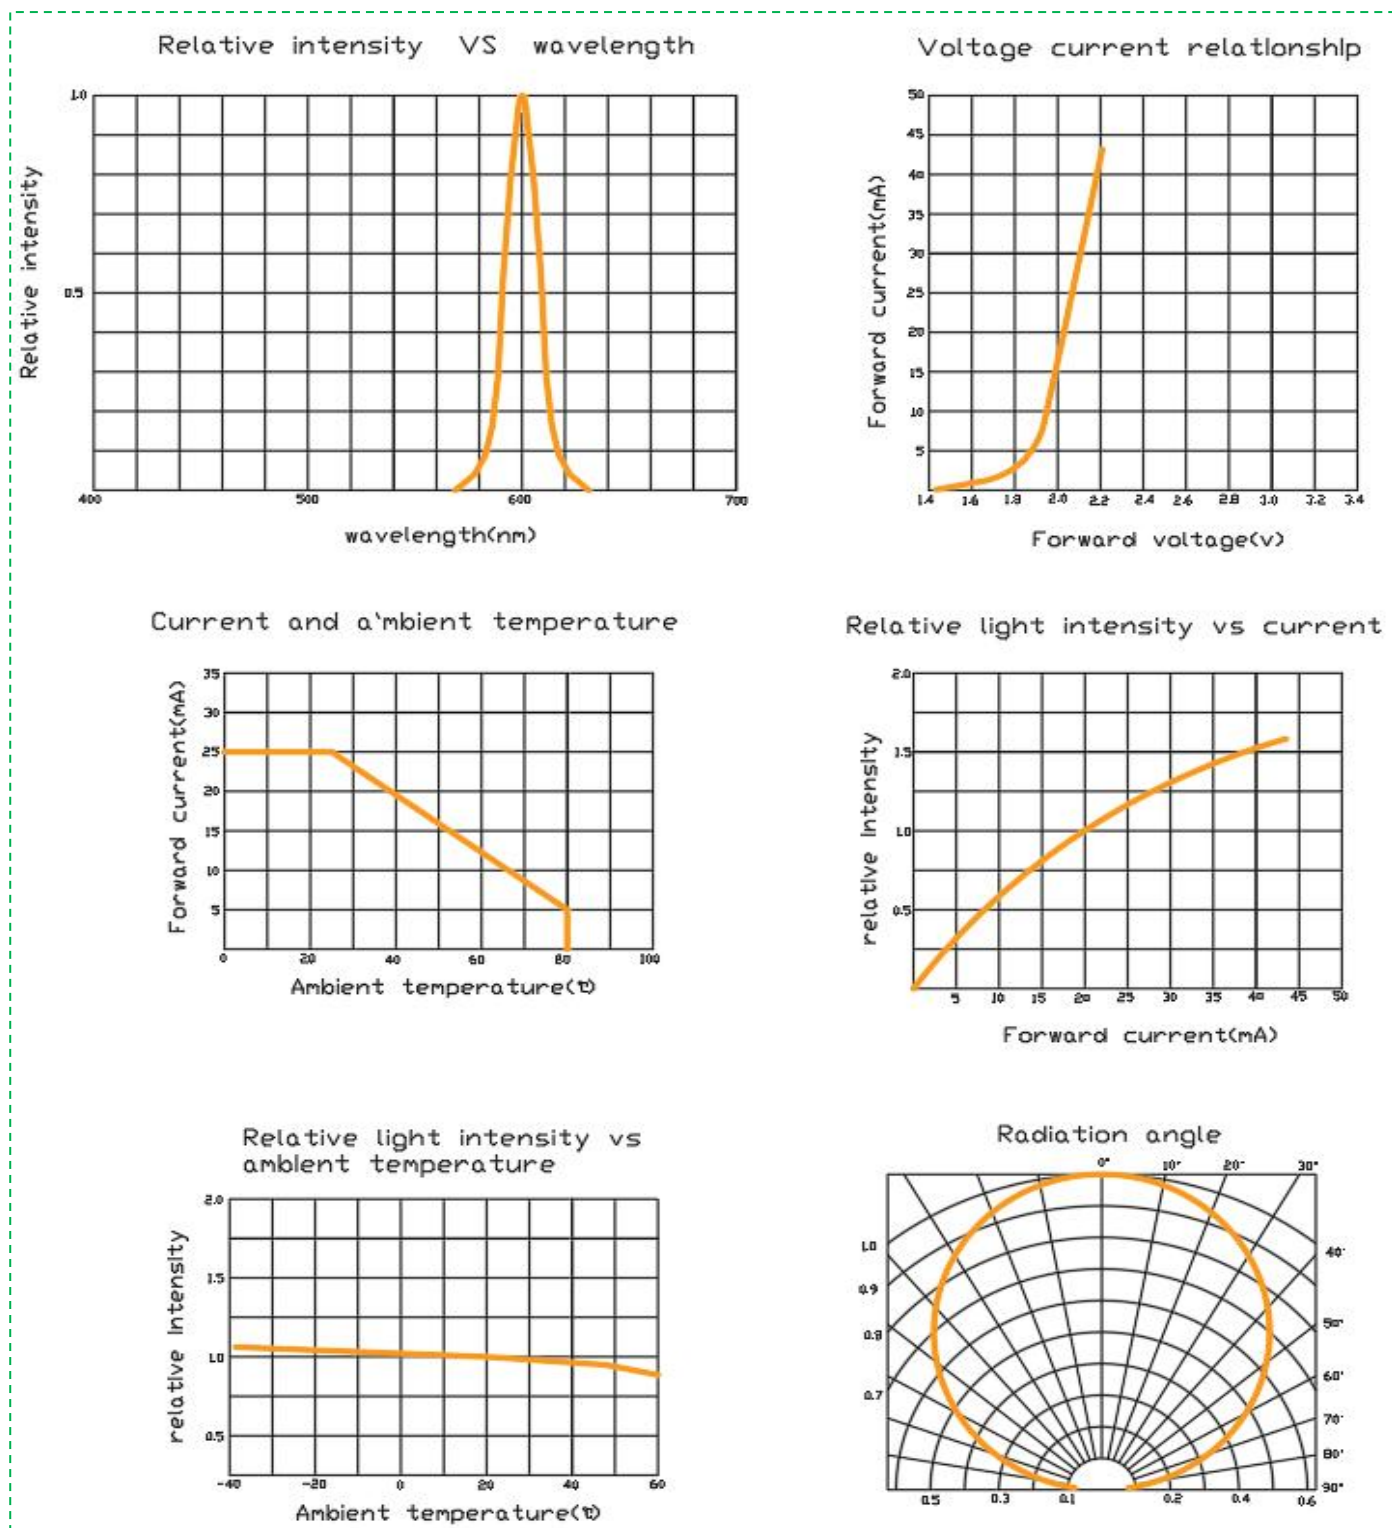 Relative intensity VS wavelength
1.0
0.5
Relative intensity
400 500 600 700
wavelength(nm)
Voltage current relationship
50
45
40
35
30
25
20
15
10
5
Forward current(mA)
1.4 1.6 1.8 2.0 2.2 2.4 2.6 2.8 3.0 3.2 3.4
Forward voltage(v)
Current and a`mbient temperature
35
30
25
20
15
10
5
Forward current(mA)
0 20 40 60 80 100
Ambient temperature(℃)
Relative light intensity vs current
2.0
1.5
1.0
0.5
relative intensity
5 10 15 20 25 30 35 40 45 50
Forward current(mA)
Relative light intensity vs
ambient temperature
2.0
1.5
1.0
0.5
relative intensity
-40 -20 0 20 40 60
Ambient temperature(℃)
Radiation angle
0° 10° 20° 30°
40°
50°
60°
70°
80°
90°
1.0
0.9
0.8
0.7
0.5 0.3 0.1 0.2 0.4 0.6